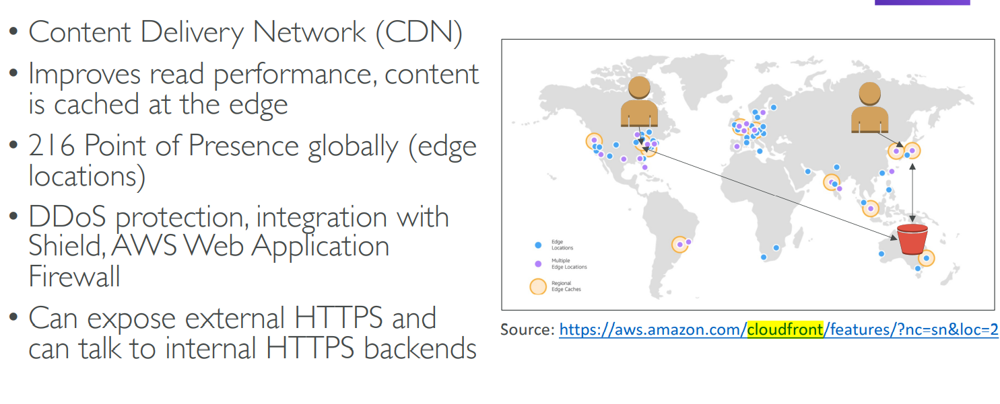 • Content Delivery Network (CDN)
• Improves read performance, content
is cached at the edge
• 216 Point of Presence globally (edge
locations)
• DDoS protection, integration with
Shield, AWS Web Application
Firewall
• Can expose external HTTPS and
can talk to internal HTTPS backends
Edge
Locations
Multiple
Edge Locations
Regional
Edge Caches
Source: https://aws.amazon.com/cloudfront/features/?nc=sn&loc=2